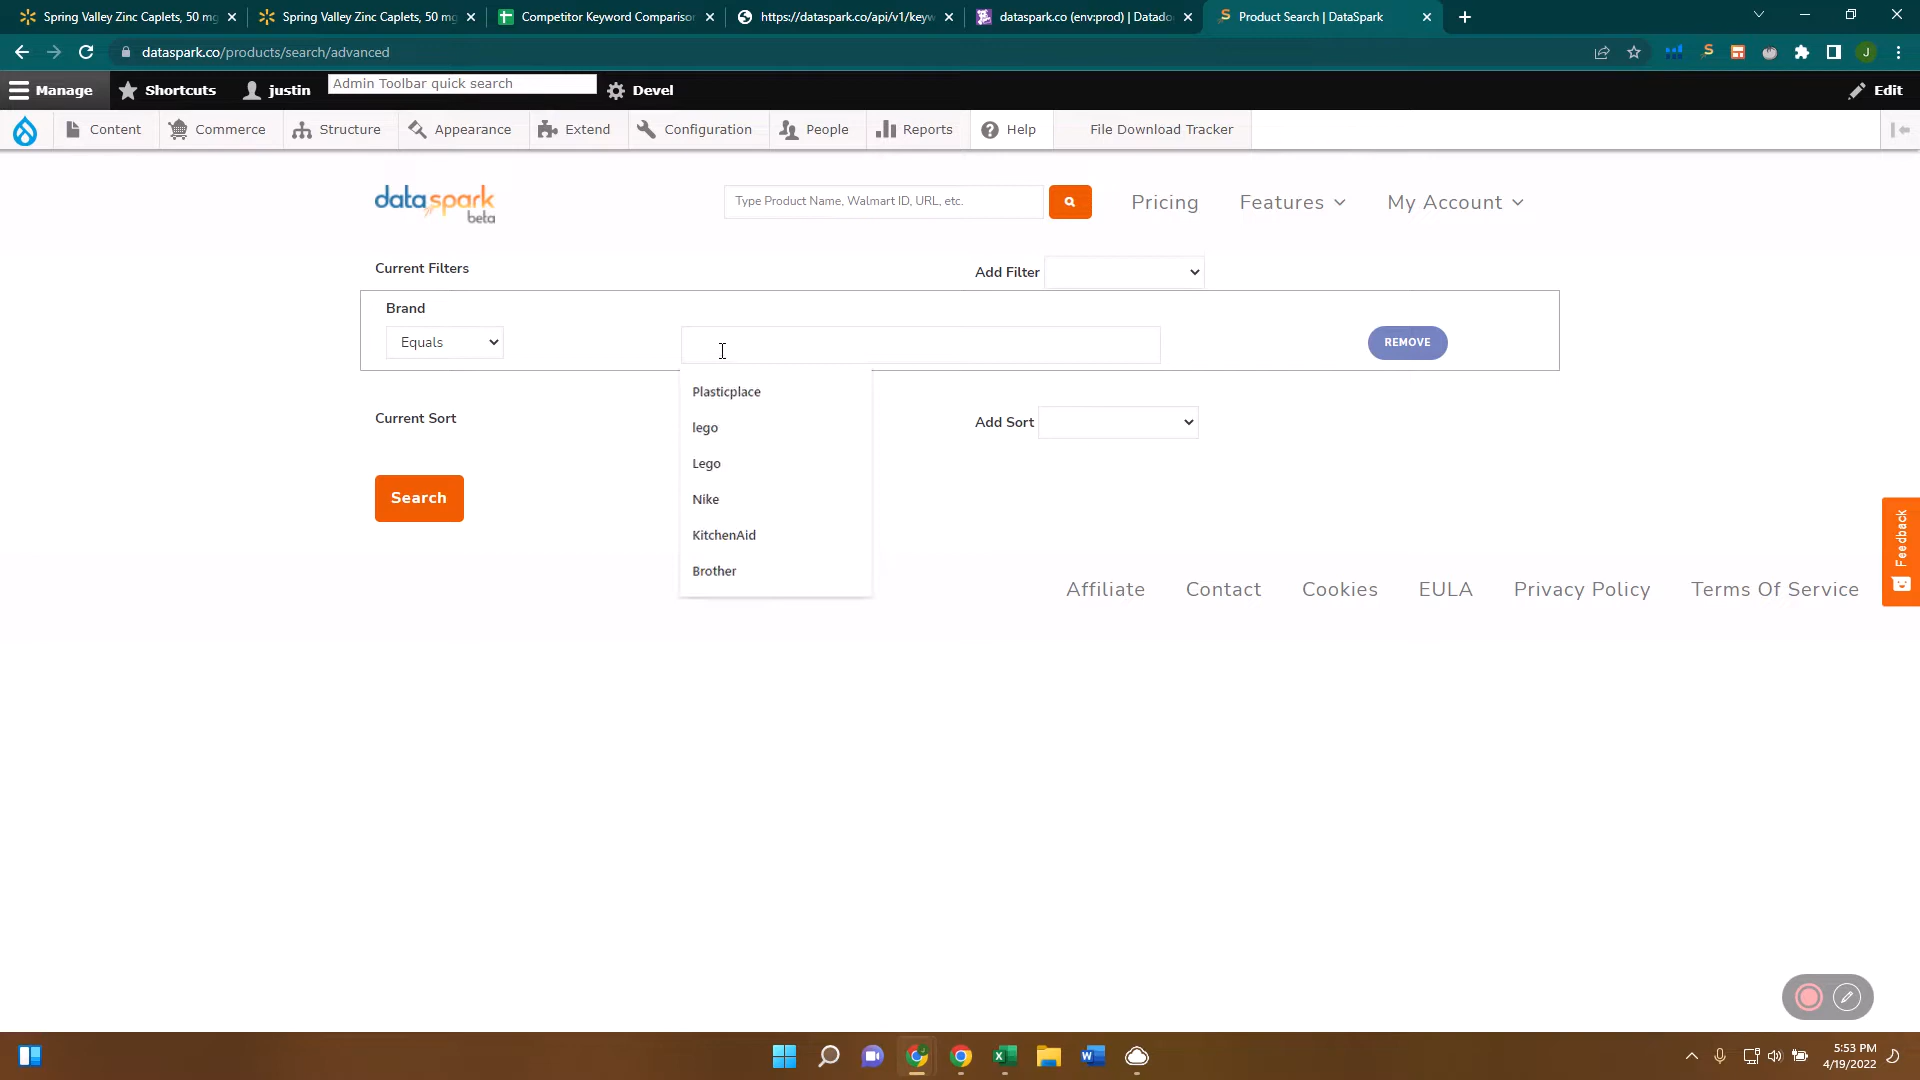 Spring Valley Zinc Caplets, 50 mg
Spring Valley Zinc Caplets, 50 mg
Competitor Keyword Comparison
https://dataspark.co/api/v1/keyw
dataspark.co (env:prod) | Datado
Product Search | DataSpark
dataspark.co/products/search/advanced
J
Manage
Shortcuts
justin
Admin Toolbar quick search
Devel
Edit
Content
Commerce
Structure
Appearance
Extend
Configuration
People
Reports
Help
File Download Tracker
dataspark
beta
Type Product Name, Walmart ID, URL, etc.
Pricing
Features
My Account
Current Filters
Add Filter
Brand
Equals
REMOVE
Plasticplace
lego
Lego
Nike
KitchenAid
Brother
Current Sort
Add Sort
Search
Feedback
Affiliate
Contact
Cookies
EULA
Privacy Policy
Terms Of Service
5:53 PM
4/19/2022